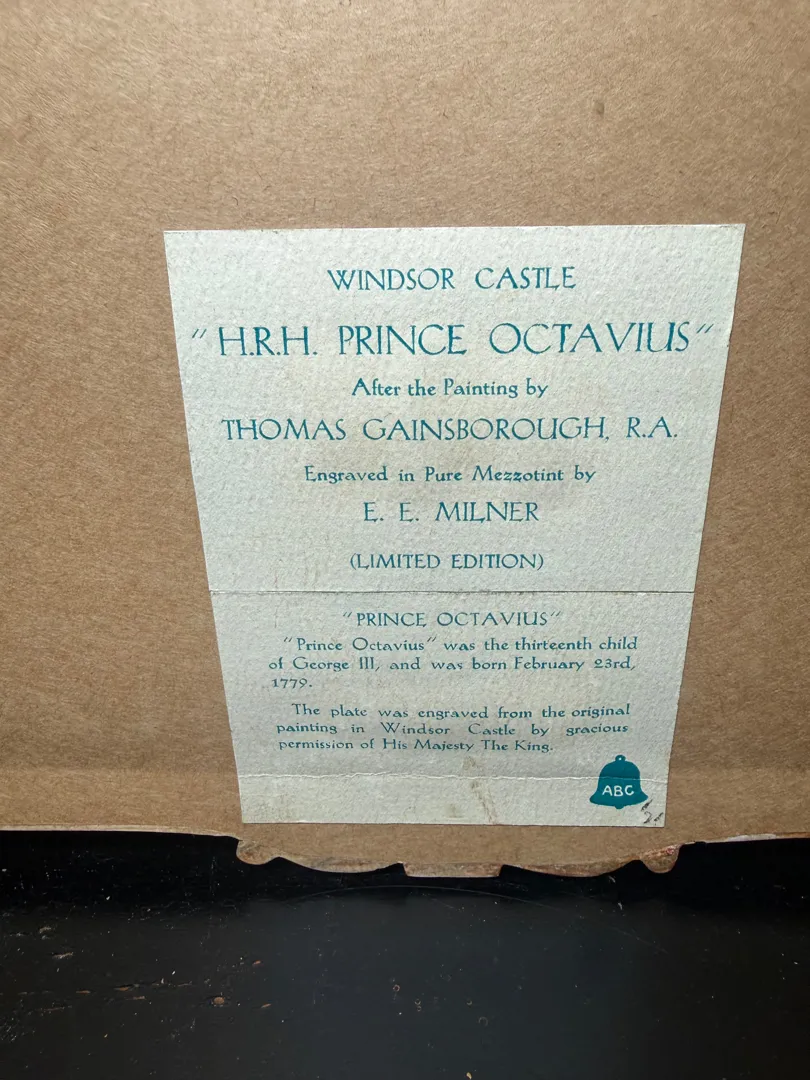 WINDSOR CASTLE
"H.R.H. PRINCE OCTAVIUS"
After the Painting by
THOMAS GAINSBOROUGH, R.A.
Engraved in Pure Mezzotint by
E. E. MILNER
(LIMITED EDITION)
"PRINCE OCTAVIUS"
"Prince Octavius" was the thirteenth child
of George III, and was born February 23rd,
1779.
The plate was engraved from the original
painting in Windsor Castle by gracious
permission of His Majesty The King.
ABC